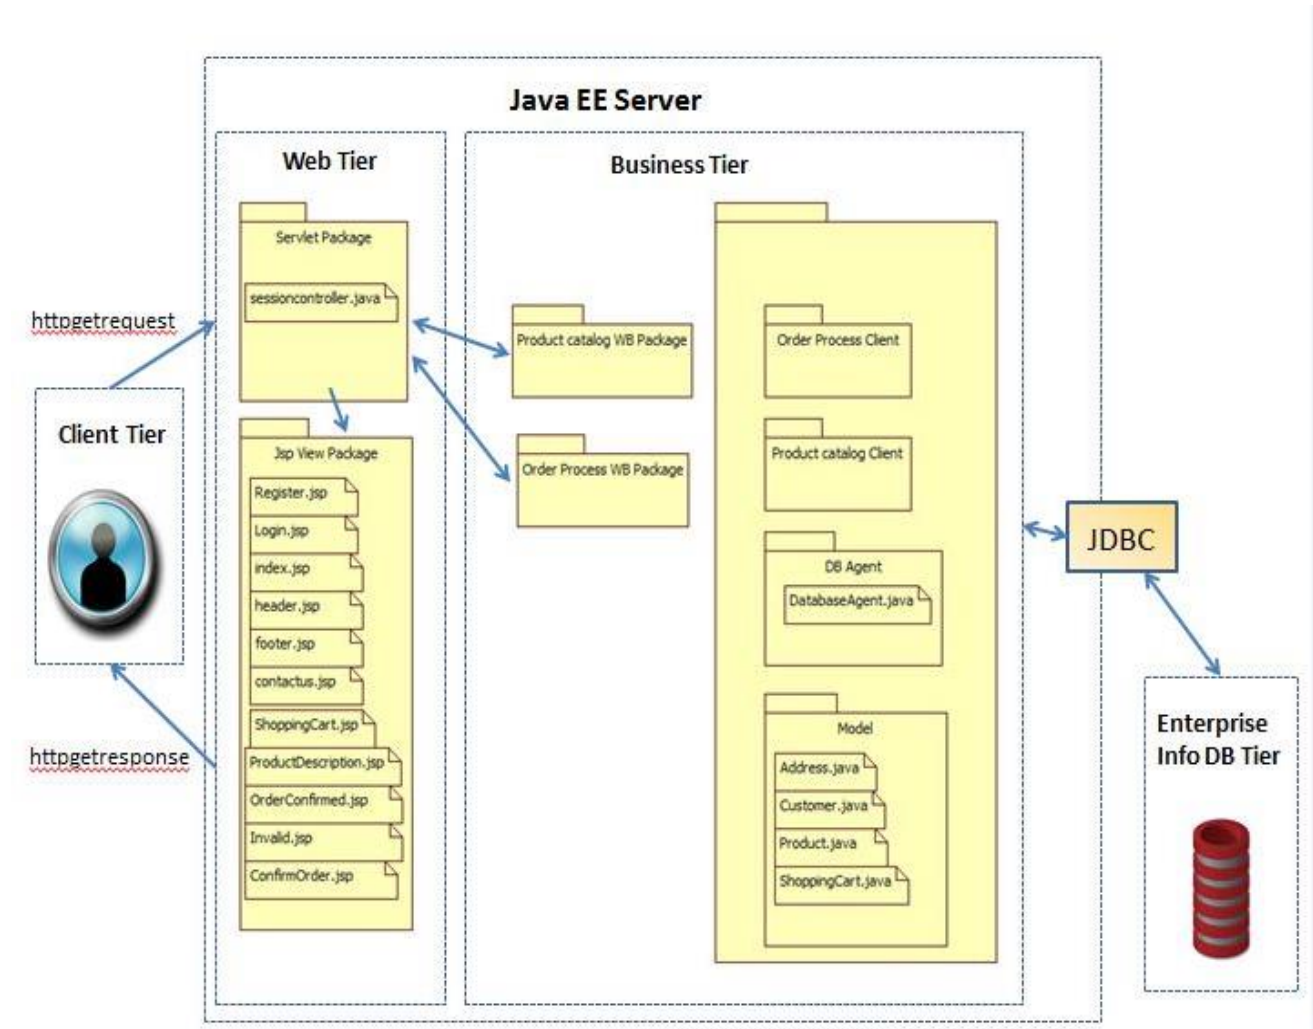 Java EE Server
Web Tier
Business Tier
Servlet Package
sessioncontroller.java
httpgetrequest
Client Tier
httpgetresponse
Jsp View Package
Register.jsp
Login.jsp
index.jsp
header.jsp
footer.jsp
contactus.jsp
ShoppingCart.jsp
ProductDescription.jsp
OrderConfirmed.jsp
Invalid.jsp
ConfirmOrder.jsp
Product catalog WB Package
Order Process WB Package
Order Process Client
Product catalog Client
DB Agent
DatabaseAgent.java
Model
Address.java
Customer.java
Product.java
ShoppingCart.java
JDBC
Enterprise
Info DB Tier